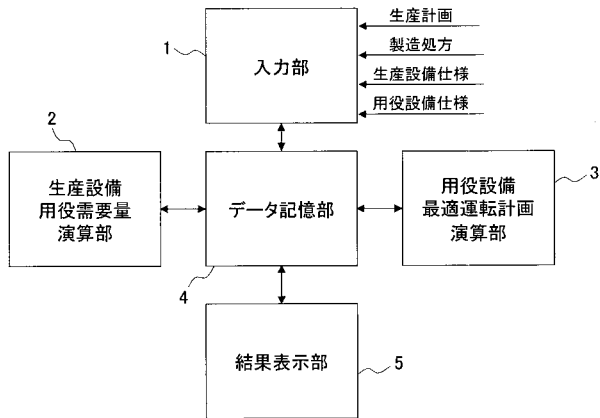 生産計画
製造処方
生産設備仕様
用役設備仕様
1
入力部
2
生産設備
用役需要量
演算部
データ記憶部
4
3
用役設備
最適運転計画
演算部
結果表示部
5